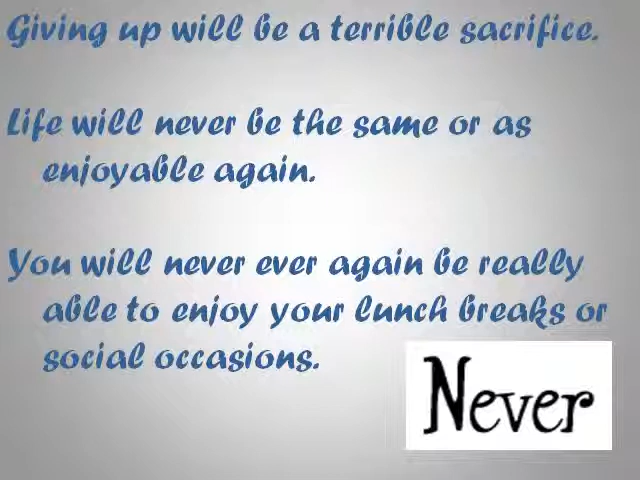 Giving up will be a terrible sacrifice.
Life will never be the same or as
enjoyable again.
You will never ever again be really
able to enjoy your lunch breaks or
social occasions.
Never